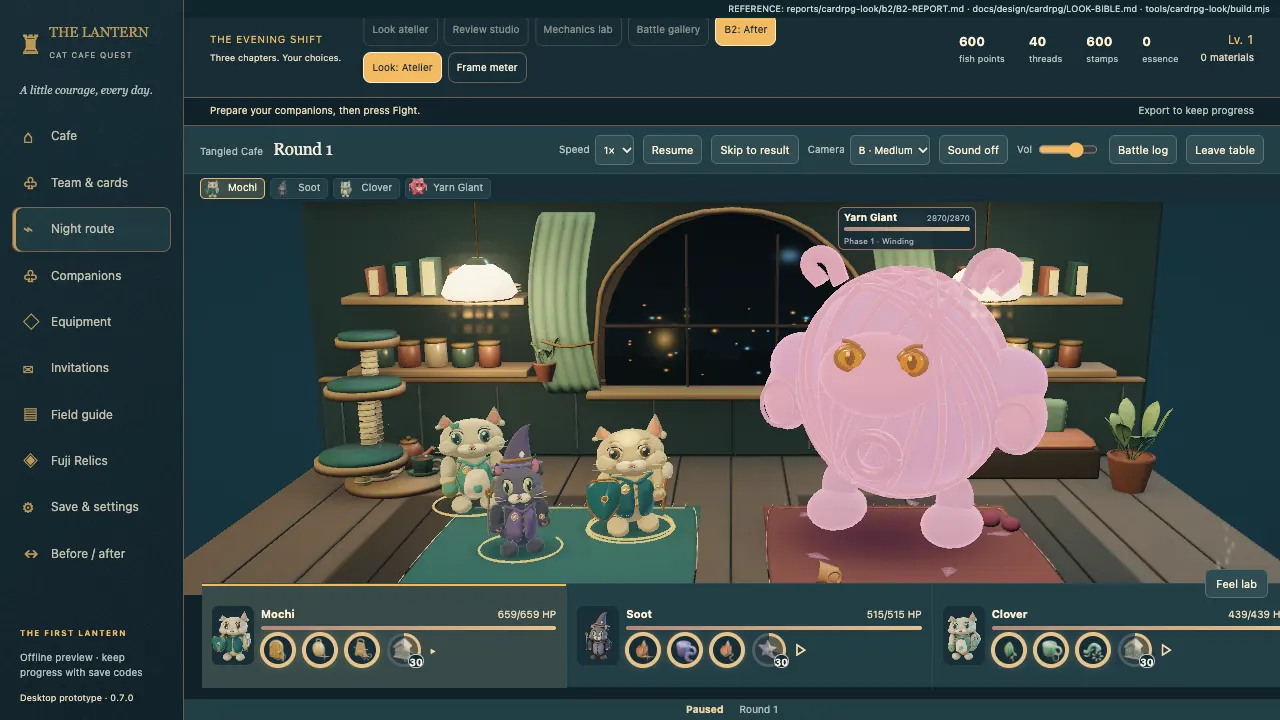 REFERENCE: reports/cardrpg-look/b2/B2-REPORT.md · docs/design/cardrpg/LOOK-BIBLE.md · tools/cardrpg-look/build.mjs
THE LANTERN
CAT CAFE QUEST
A little courage, every day.
Cafe
Team & cards
Night route
Companions
Equipment
Invitations
Field guide
Fuji Relics
Save & settings
Before / after
THE FIRST LANTERN
Offline preview · keep
progress with save codes
Desktop prototype · 0.7.0
THE EVENING SHIFT
Three chapters. Your choices.
Look atelier
Review studio
Mechanics lab
Battle gallery
B2: After
Look: Atelier
Frame meter
600
fish points
40
threads
600
stamps
0
essence
Lv. 1
0 materials
Prepare your companions, then press Fight.
Export to keep progress
Tangled Cafe
Round 1
Speed
1x
Resume
Skip to result
Camera
B · Medium
Sound off
Vol
Battle log
Leave table
Mochi
Soot
Clover
Yarn Giant
Yarn Giant
2870/2870
Phase 1 · Winding
Feel lab
Mochi
659/659 HP
30
Soot
515/515 HP
30
Clover
439/439 H
30
Paused
Round 1